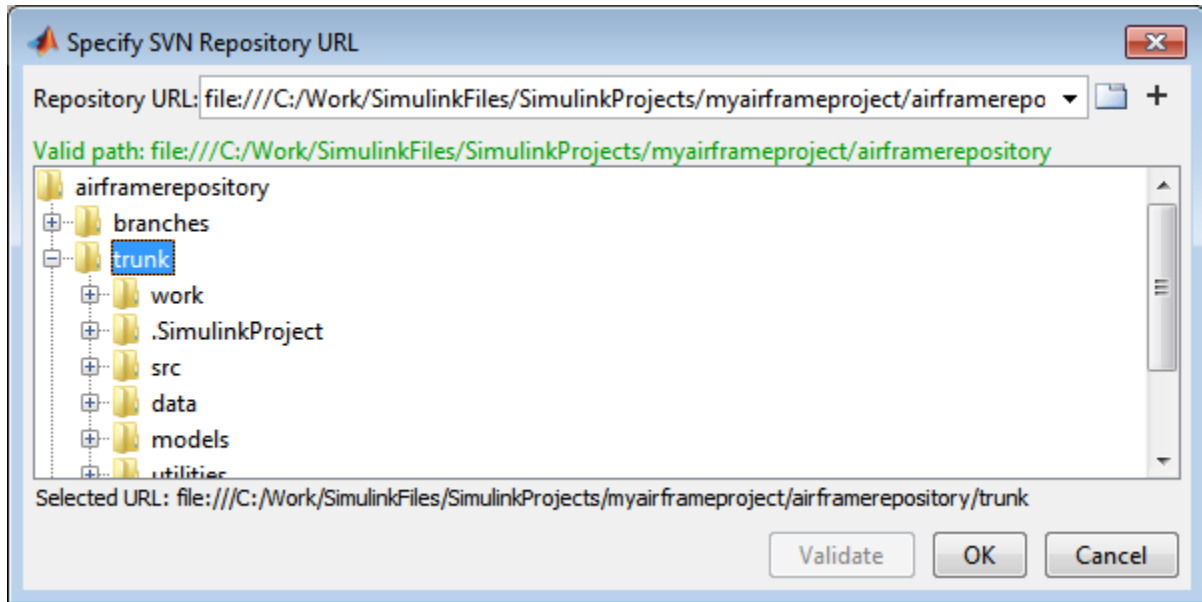 Specify SVN Repository URL
Repository URL: file:///C:/Work/SimulinkFiles/SimulinkProjects/myairframeproject/airframerepo
Valid path: file:///C:/Work/SimulinkFiles/SimulinkProjects/myairframeproject/airframerepository
airframerepository
branches
trunk
work
.SimulinkProject
src
data
models
utilities
Selected URL: file:///C:/Work/SimulinkFiles/SimulinkProjects/myairframeproject/airframerepository/trunk
Validate OK Cancel